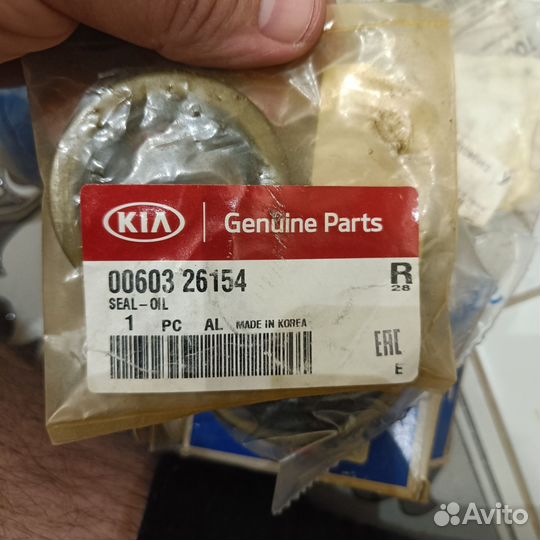 KIA Genuine Parts
00603 26154
R
28
SEAL-OIL
1 PC AL MADE IN KOREA
EAC
E
Avito